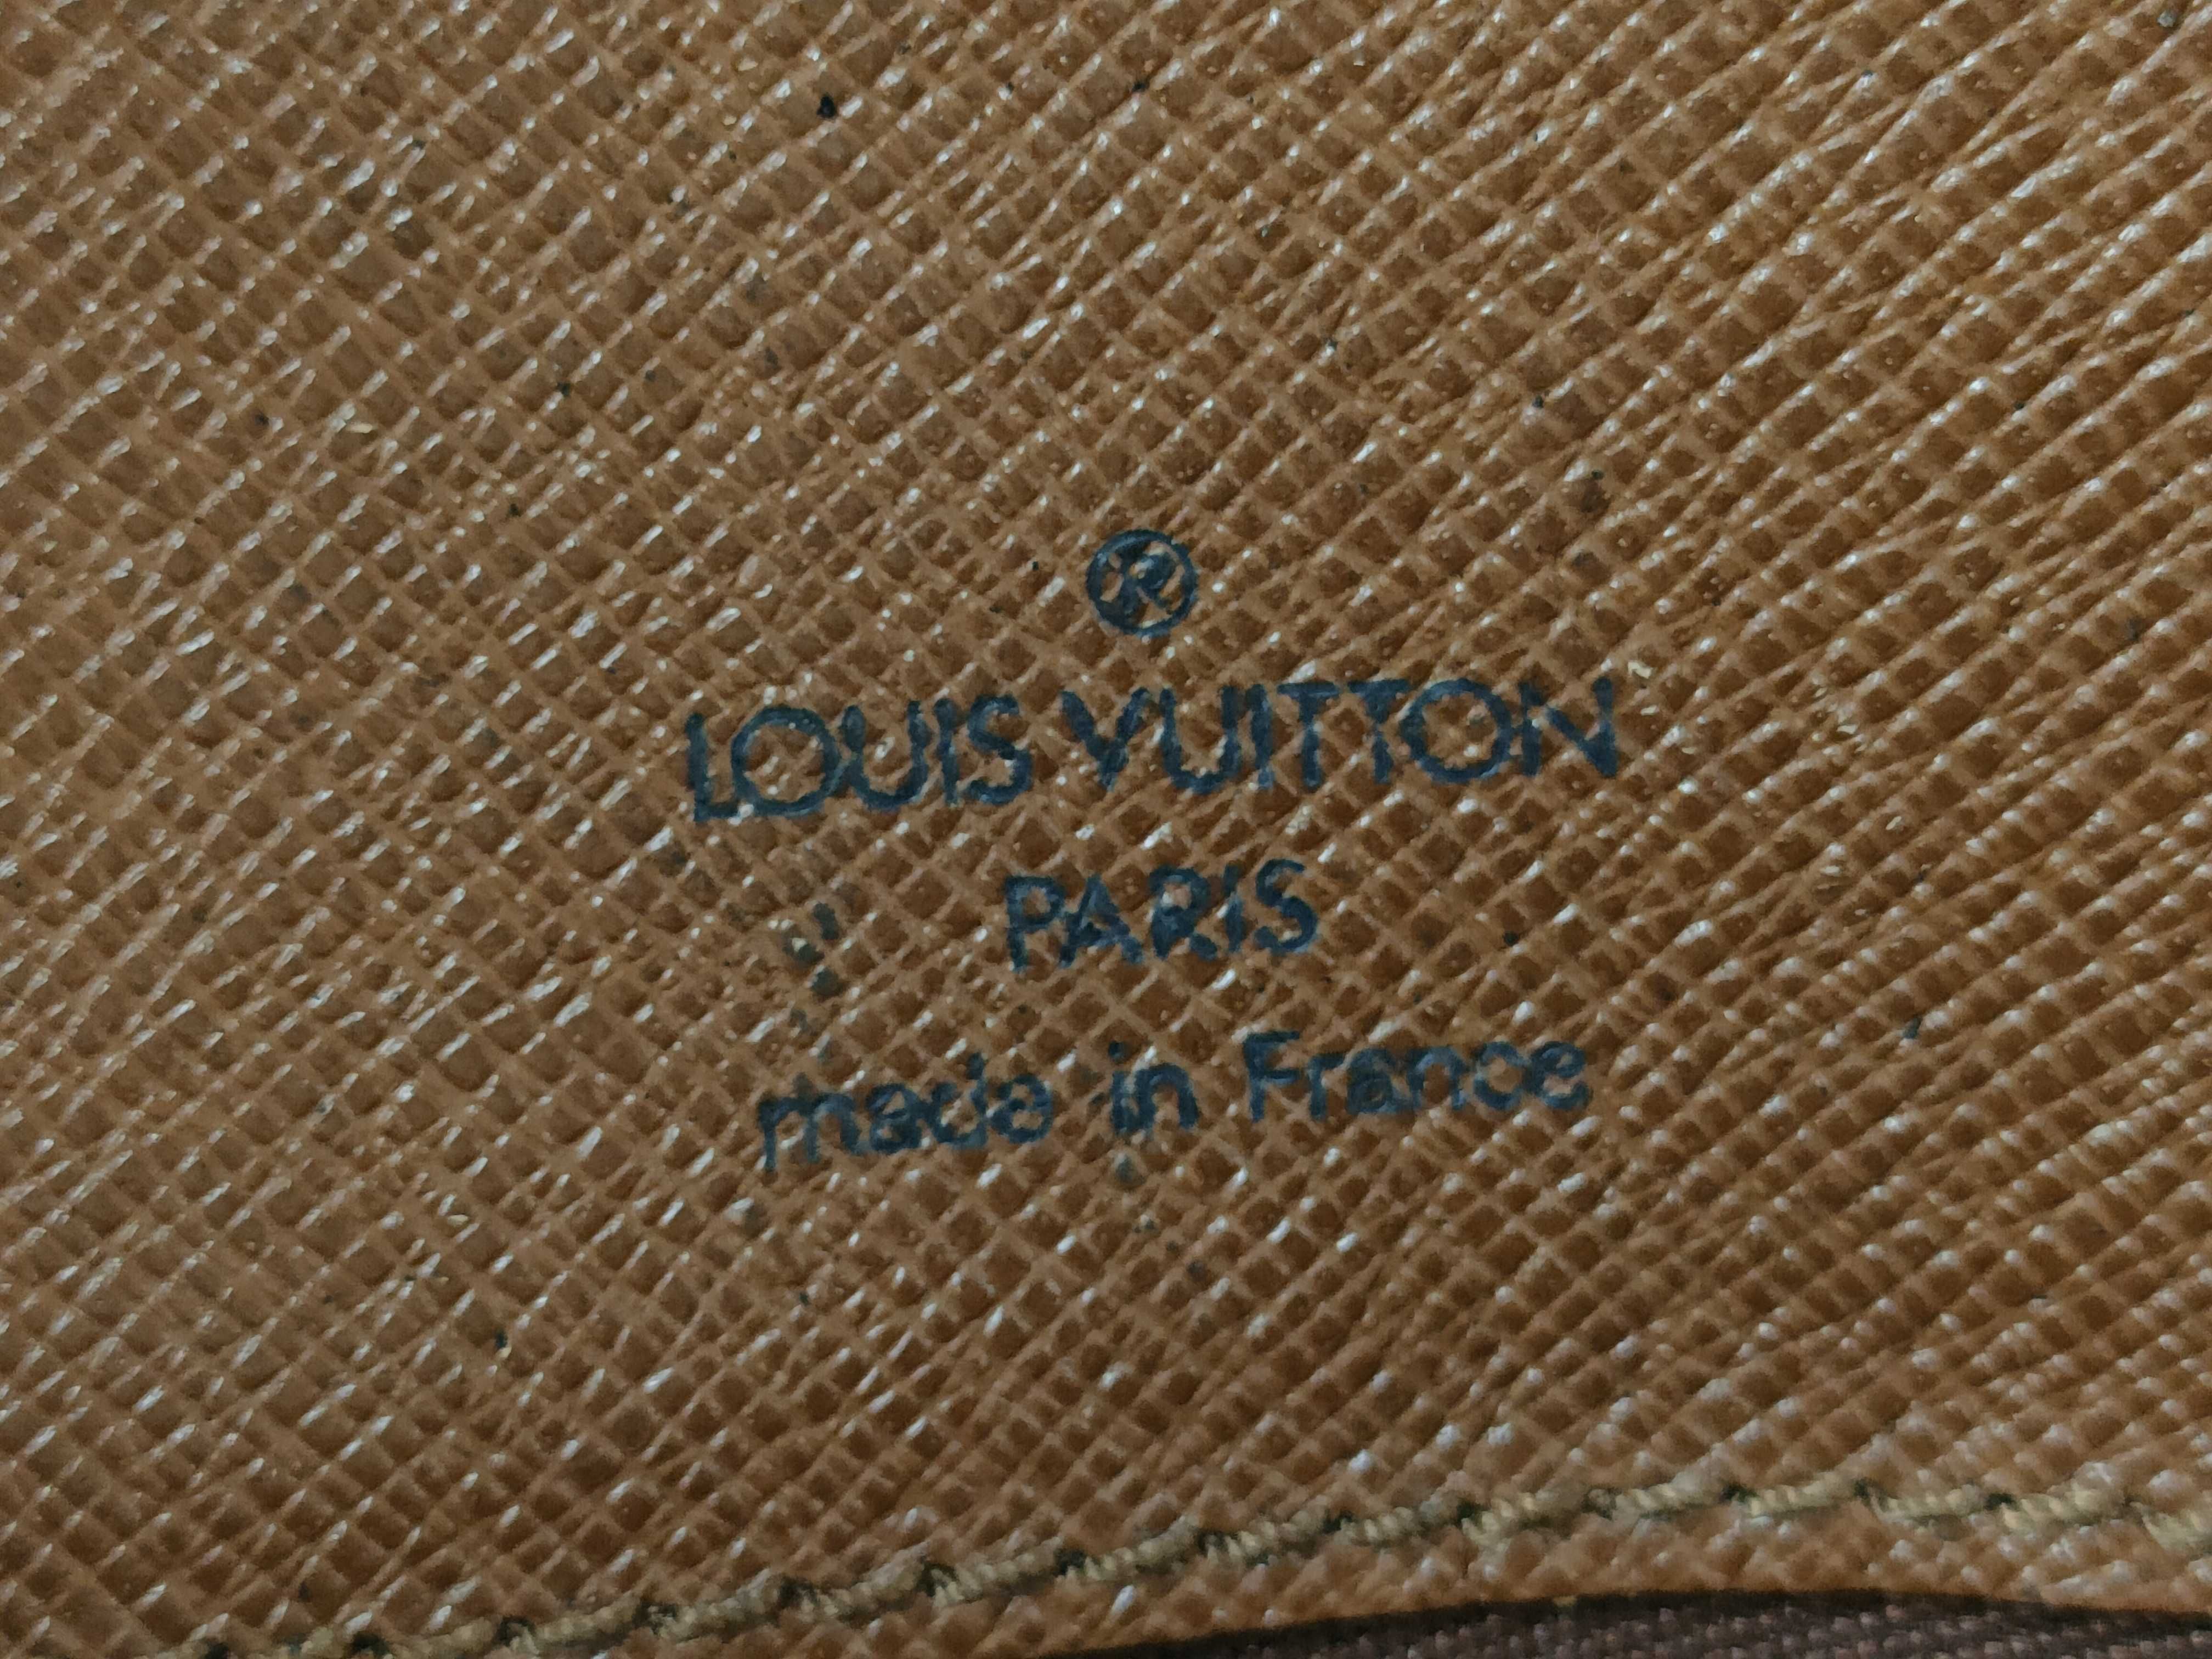 ®
LOUIS VUITTON
PARIS
made in France